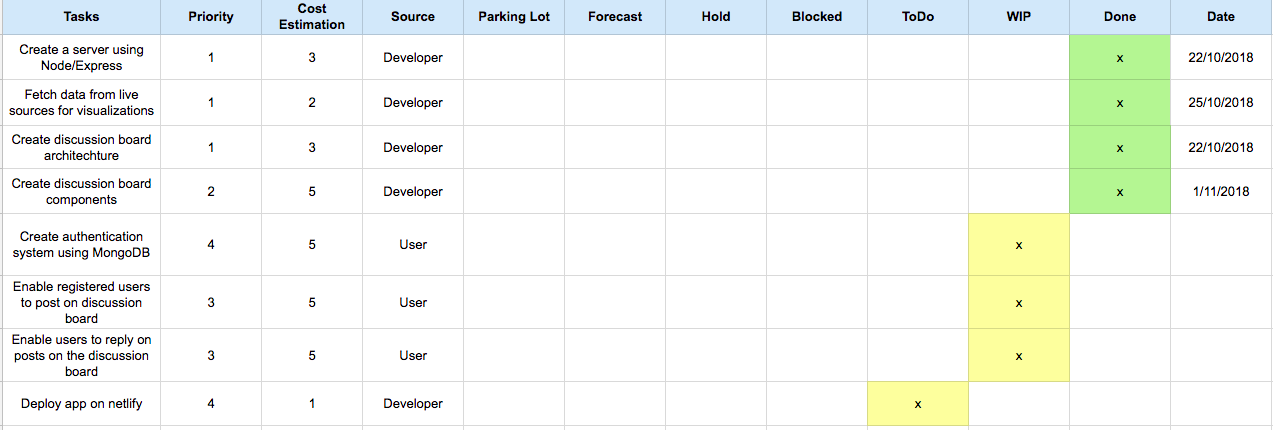 Tasks Priority Cost Estimation Source Parking Lot Forecast Hold Blocked ToDo WIP Done Date
Create a server using Node/Express 1 3 Developer x 22/10/2018
Fetch data from live sources for visualizations 1 2 Developer x 25/10/2018
Create discussion board architechture 1 3 Developer x 22/10/2018
Create discussion board components 2 5 Developer x 1/11/2018
Create authentication system using MongoDB 4 5 User x
Enable registered users to post on discussion board 3 5 User x
Enable users to reply on posts on the discussion board 3 5 User x
Deploy app on netlify 4 1 Developer x